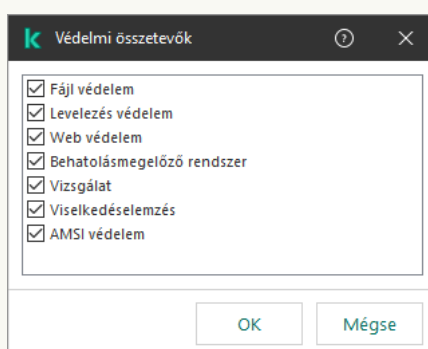 Védelmi összetevők
Fájl védelem
Levelezés védelem
Web védelem
Behatolásmegelőző rendszer
Vizsgálat
Viselkedéselemzés
AMSI védelem
OK Mégse